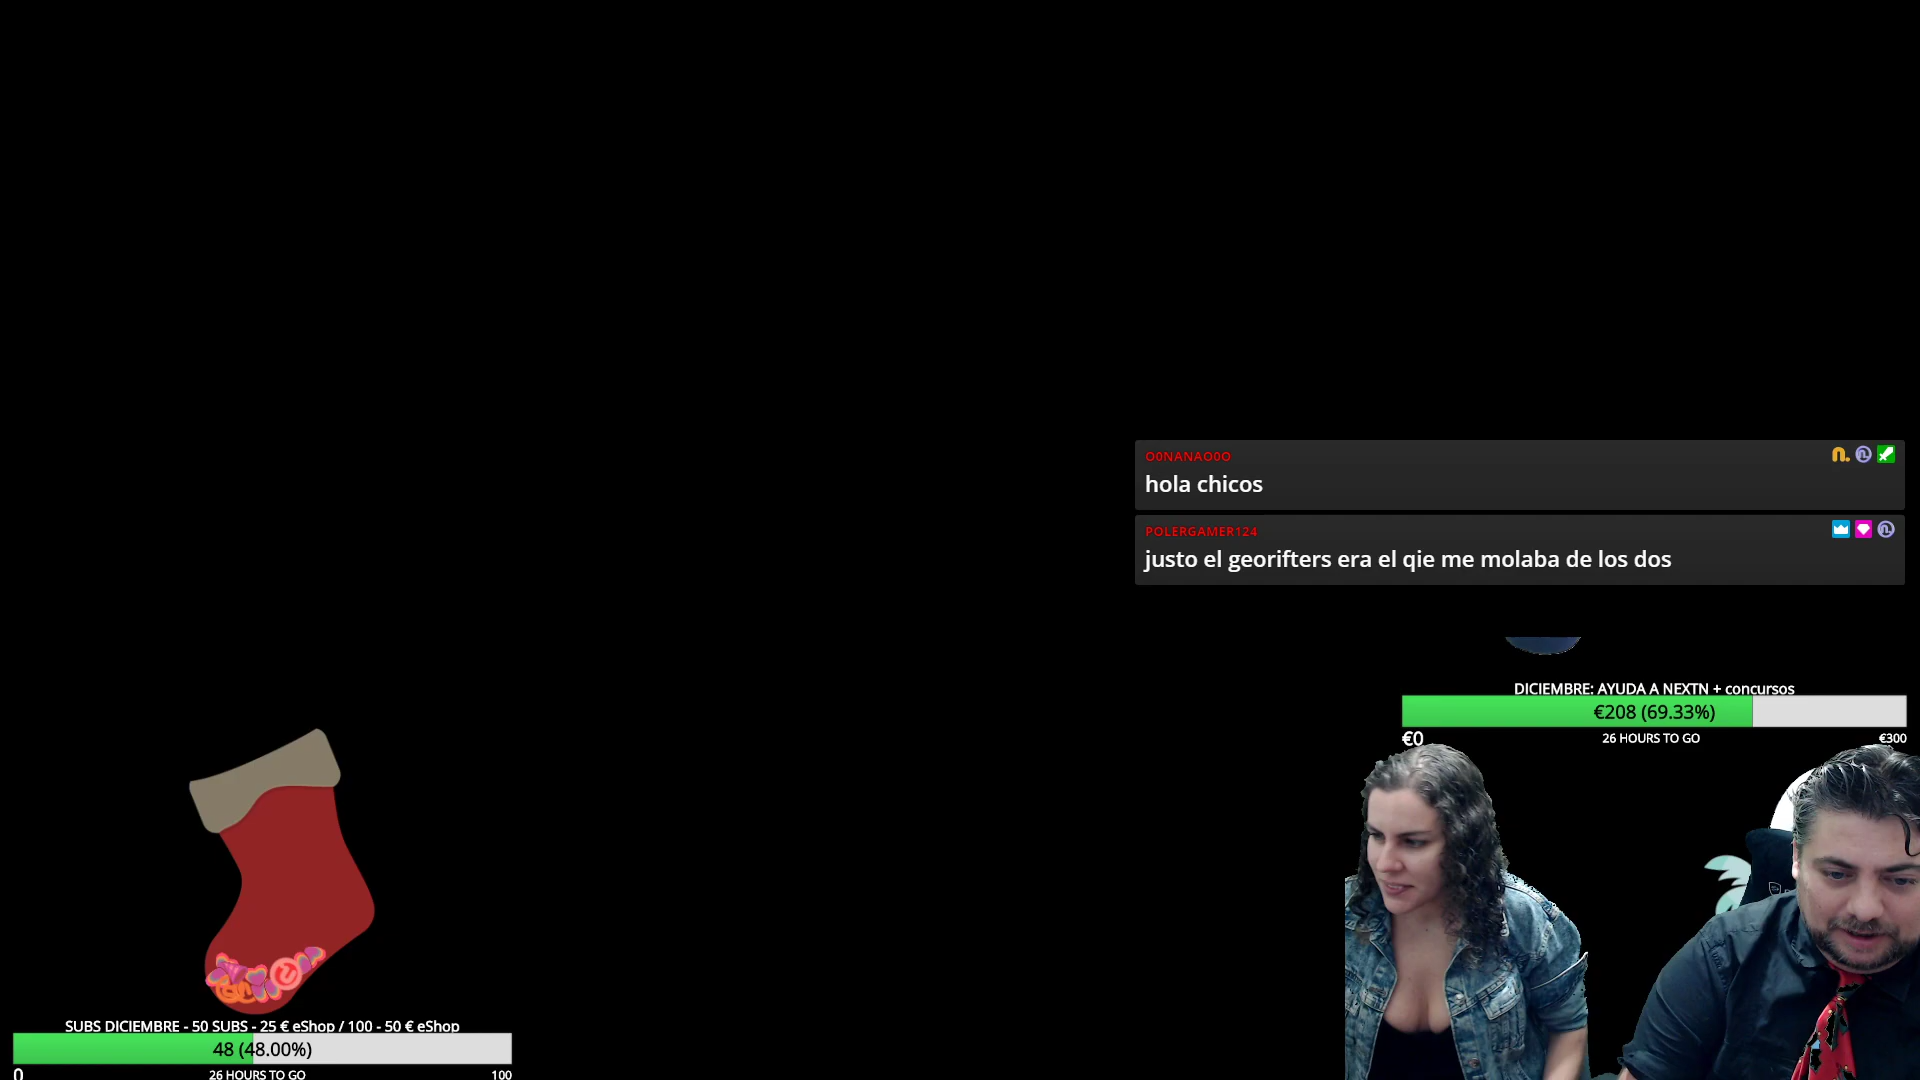 O0NANAO0O
hola chicos
POLERGAMER124
justo el georifters era el qie me molaba de los dos
DICIEMBRE: AYUDA A NEXTN + concursos
€208 (69.33%)
€0 26 HOURS TO GO €300
SUBS DICIEMBRE - 50 SUBS - 25 € eShop / 100 - 50 € eShop
48 (48.00%)
0 26 HOURS TO GO 100